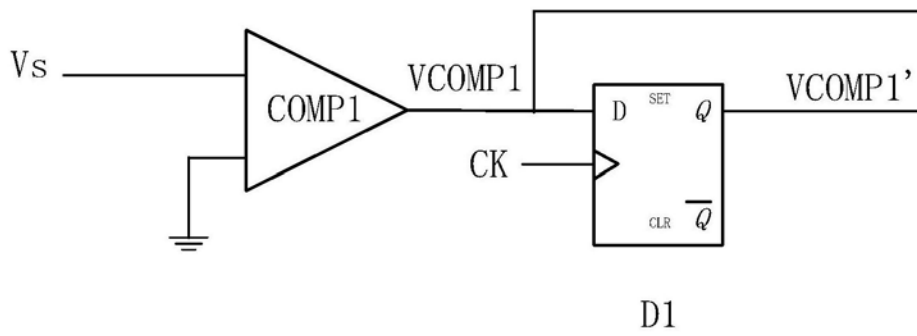 Vs
COMP1
VCOMP1
CK
D
SET
Q
CLR
Q̅
VCOMP1'
D1